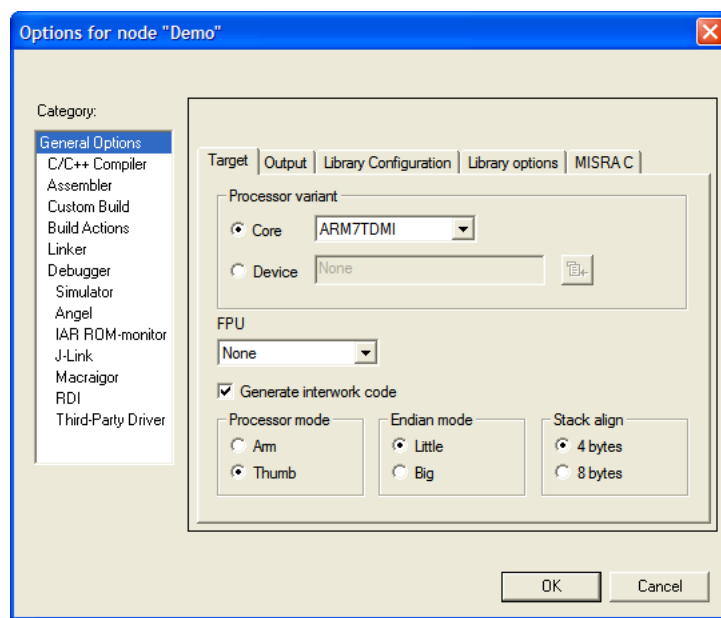 Options for node "Demo"
Category:
General Options
C/C++ Compiler
Assembler
Custom Build
Build Actions
Linker
Debugger
Simulator
Angel
IAR ROM-monitor
J-Link
Macraigor
RDI
Third-Party Driver
Target Output Library Configuration Library options MISRA C
Processor variant
Core ARM7TDMI
Device None
FPU
None
Generate interwork code
Processor mode Endian mode Stack align
Arm Little 4 bytes
Thumb Big 8 bytes
OK Cancel